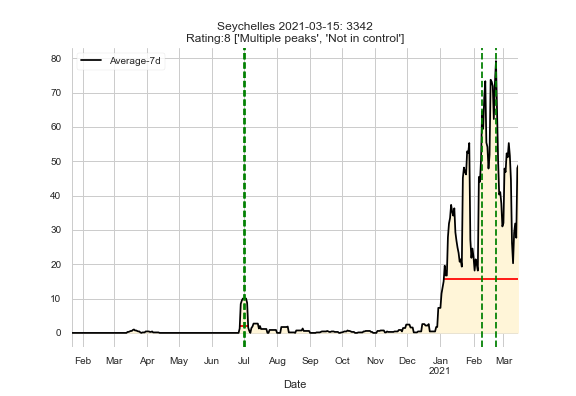 Seychelles 2021-03-15: 3342
Rating:8 ['Multiple peaks', 'Not in control']
Average-7d
80
70
60
50
40
30
20
10
0
Feb Mar Apr May Jun Jul Aug Sep Oct Nov Dec Jan Feb Mar
2021
Date